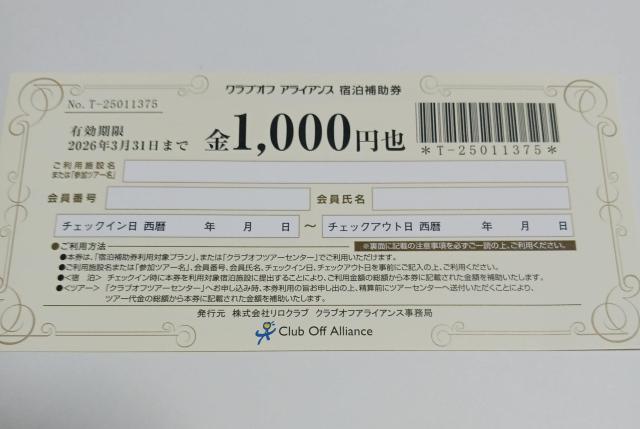 クラブオフ アライアンス 宿泊補助券
No. T-25011375
有効期限
2026年3月31日まで
金1,000円也
*T-25011375*
ご利用施設名
または「参加ツアー名」
会員番号
会員氏名
チェックイン日 西暦 年 月 日 ～ チェックアウト日 西暦 年 月 日
●ご利用方法
※裏面に記載の注意事項を必ずご一読の上、ご利用ください。
●本券は、「宿泊補助券利用対象プラン」、または「クラブオフツアーセンター」でご利用いただけます。
●ご利用施設名または「参加ツアー名」、会員番号、会員氏名、チェックイン日、チェックアウト日を事前にご記入の上、ご利用ください。
●<宿 泊> チェックイン時に本券を利用対象宿泊施設に提出することにより、ご利用金額の総額から本券に記載された金額を補助いたします。
●<ツアー> 「クラブオフツアーセンター」へお申し込み時、本券利用の旨お申し出の上、精算前にツアーセンターへ送付いただくことにより、
ツアー代金の総額から本券に記載された金額を補助いたします。
発行元 株式会社リロクラブ クラブオフアライアンス事務局
Club Off Alliance